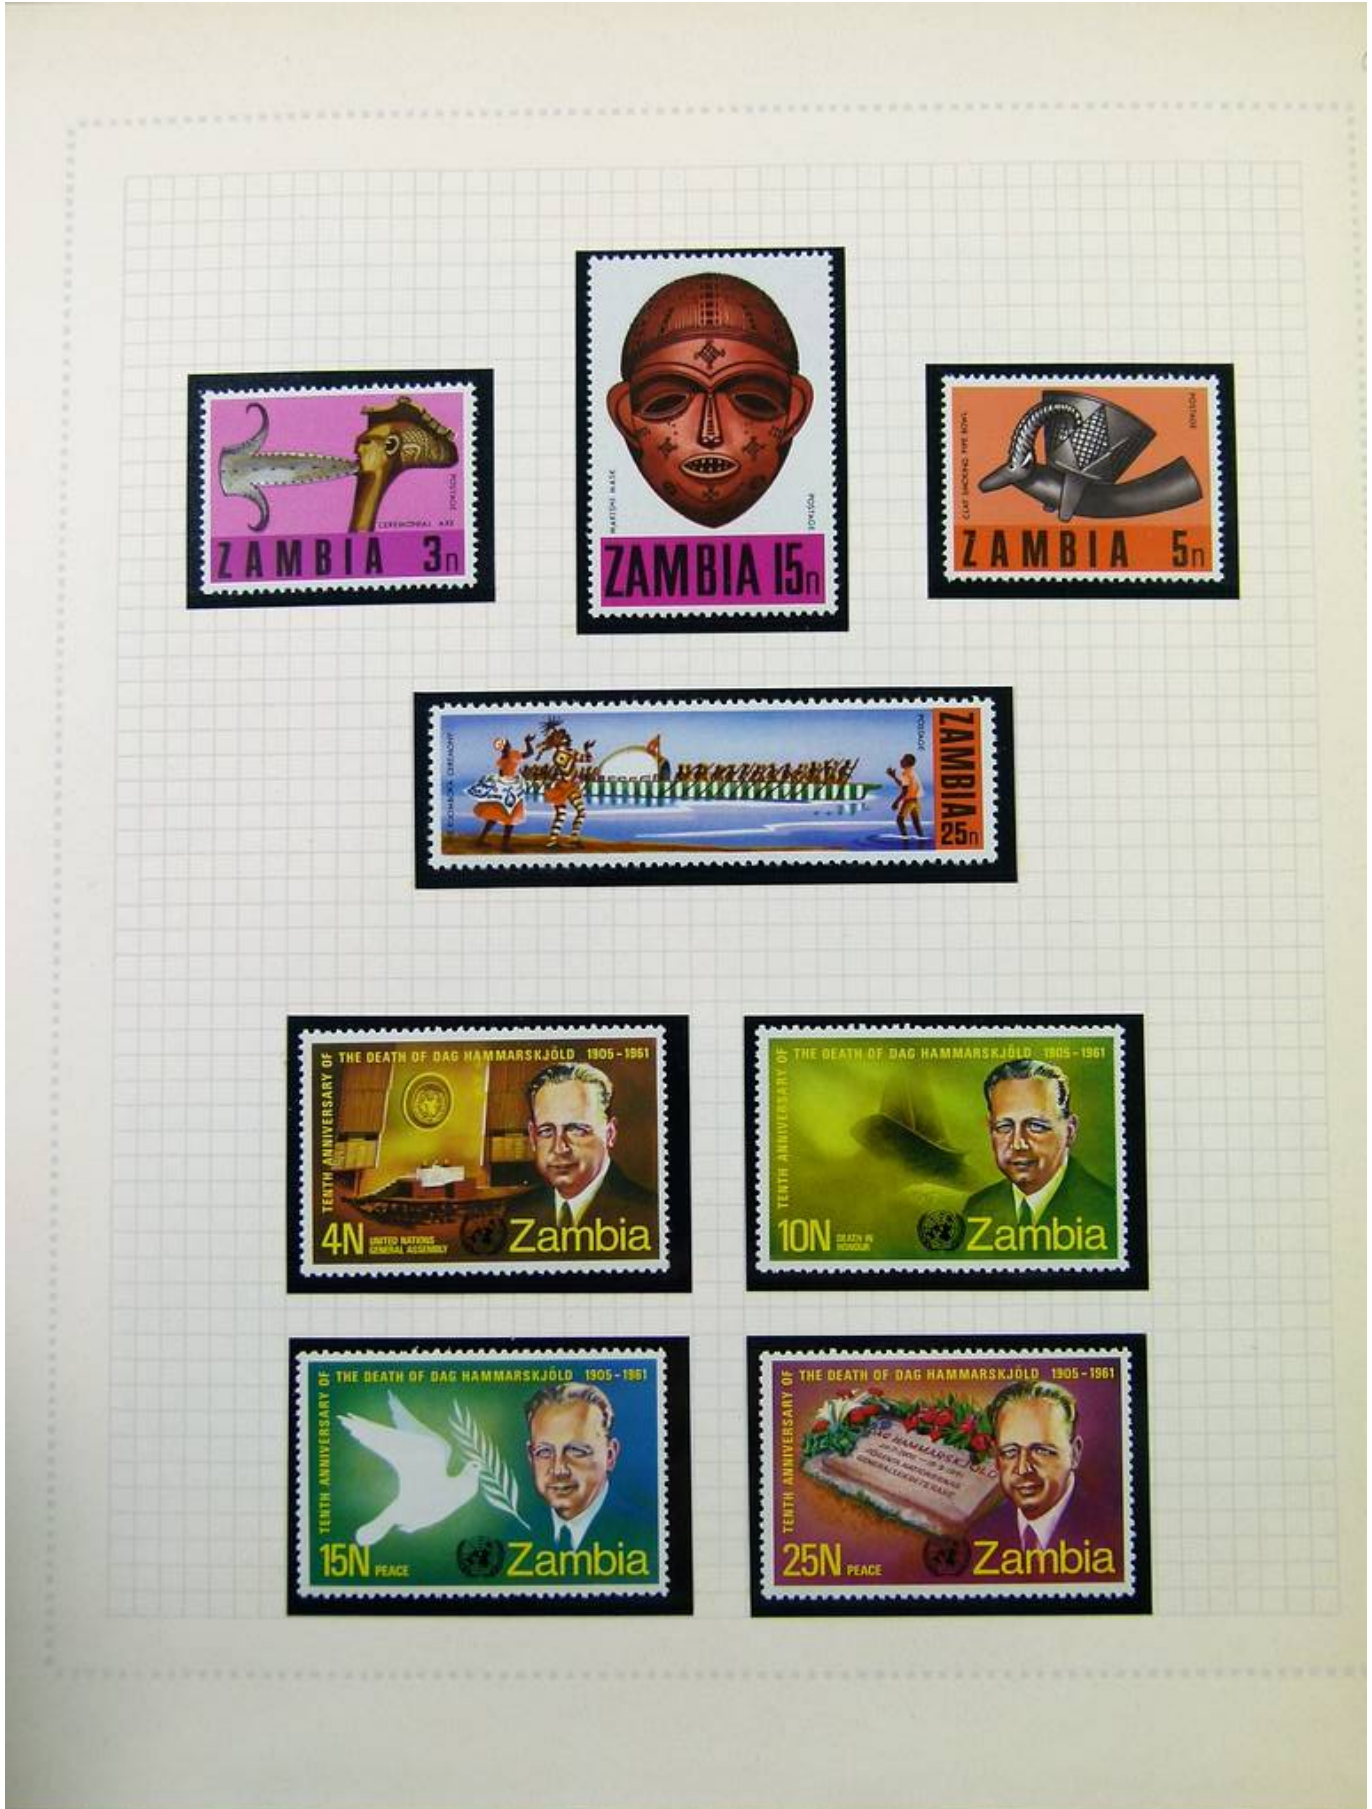 CEREMONIAL AXE
POSTAGE
ZAMBIA 3n
MAKISHI MASK
POSTAGE
ZAMBIA 15n
CLAY SMOKING PIPE BOWL
POSTAGE
ZAMBIA 5n
KUOMBOKA CEREMONY
POSTAGE
ZAMBIA
25n
TENTH ANNIVERSARY OF
THE DEATH OF DAG HAMMARSKJÖLD 1905-1961
4N UNITED NATIONS
GENERAL ASSEMBLY
Zambia
TENTH ANNIVERSARY OF
THE DEATH OF DAG HAMMARSKJÖLD 1905-1961
10N DEATH IN
HONOUR
Zambia
TENTH ANNIVERSARY OF
THE DEATH OF DAG HAMMARSKJÖLD 1905-1961
15N PEACE
Zambia
TENTH ANNIVERSARY OF
THE DEATH OF DAG HAMMARSKJÖLD 1905-1961
DAG HAMMARSKJÖLD
25N PEACE
Zambia